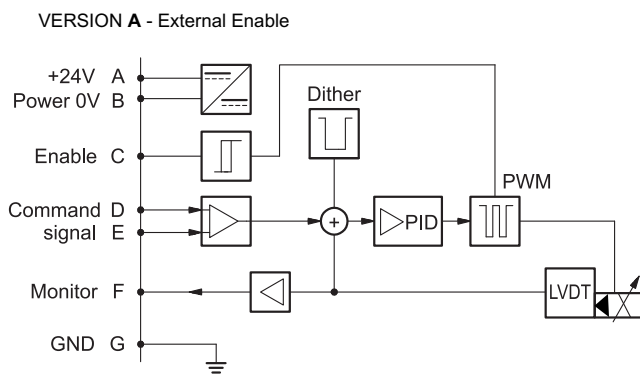 VERSION A - External Enable
+24V A
Power 0V B
Dither
Enable C
PWM
Command D
signal E
+
PID
Monitor F
LVDT
GND G